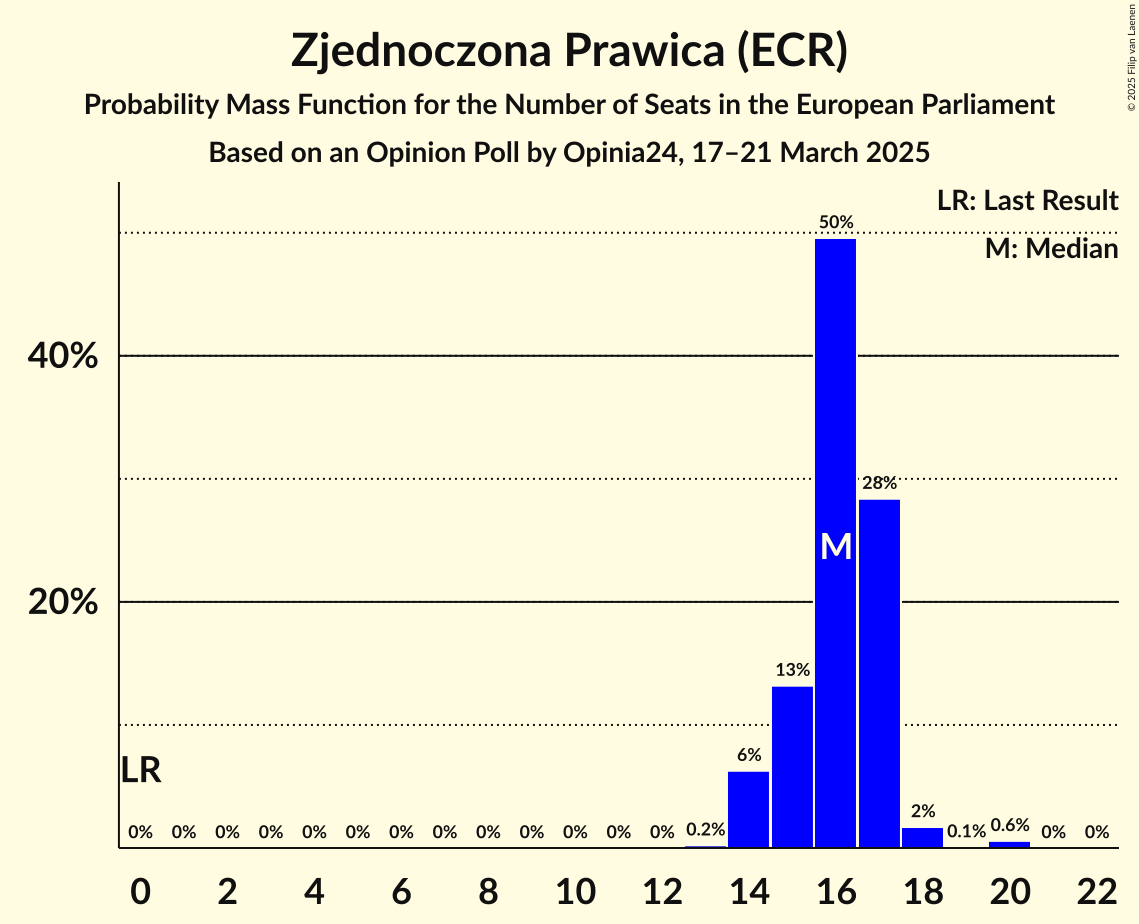 Zjednoczona Prawica (ECR)
Probability Mass Function for the Number of Seats in the European Parliament
Based on an Opinion Poll by Opinia24, 17–21 March 2025
© 2025 Filip van Laenen
LR: Last Result
M: Median
50%
40%
28%
M
20%
13%
6%
LR
0% 0% 0% 0% 0% 0% 0% 0% 0% 0% 0% 0% 0% 0.2% 2% 0.1% 0.6% 0% 0%
0 2 4 6 8 10 12 14 16 18 20 22